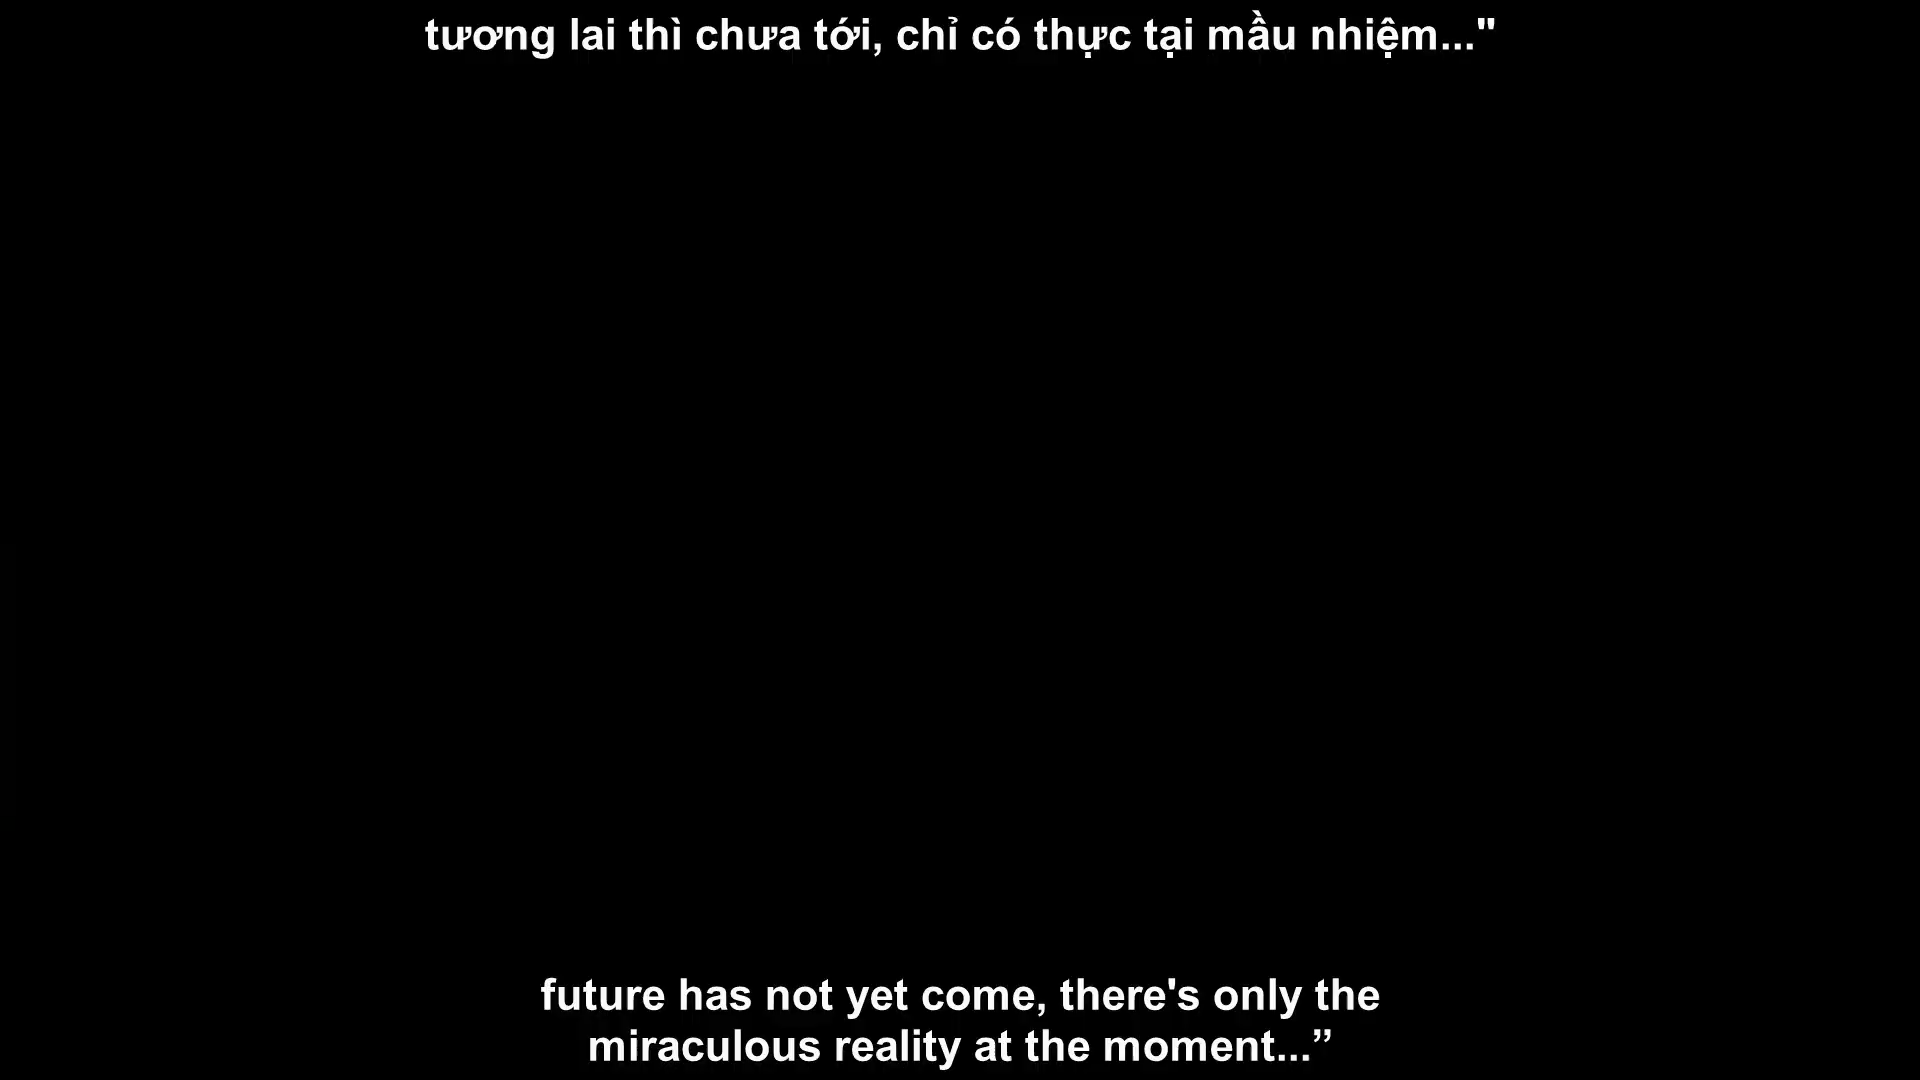 tương lai thì chưa tới, chỉ có thực tại mầu nhiệm..."
future has not yet come, there's only the
miraculous reality at the moment...”